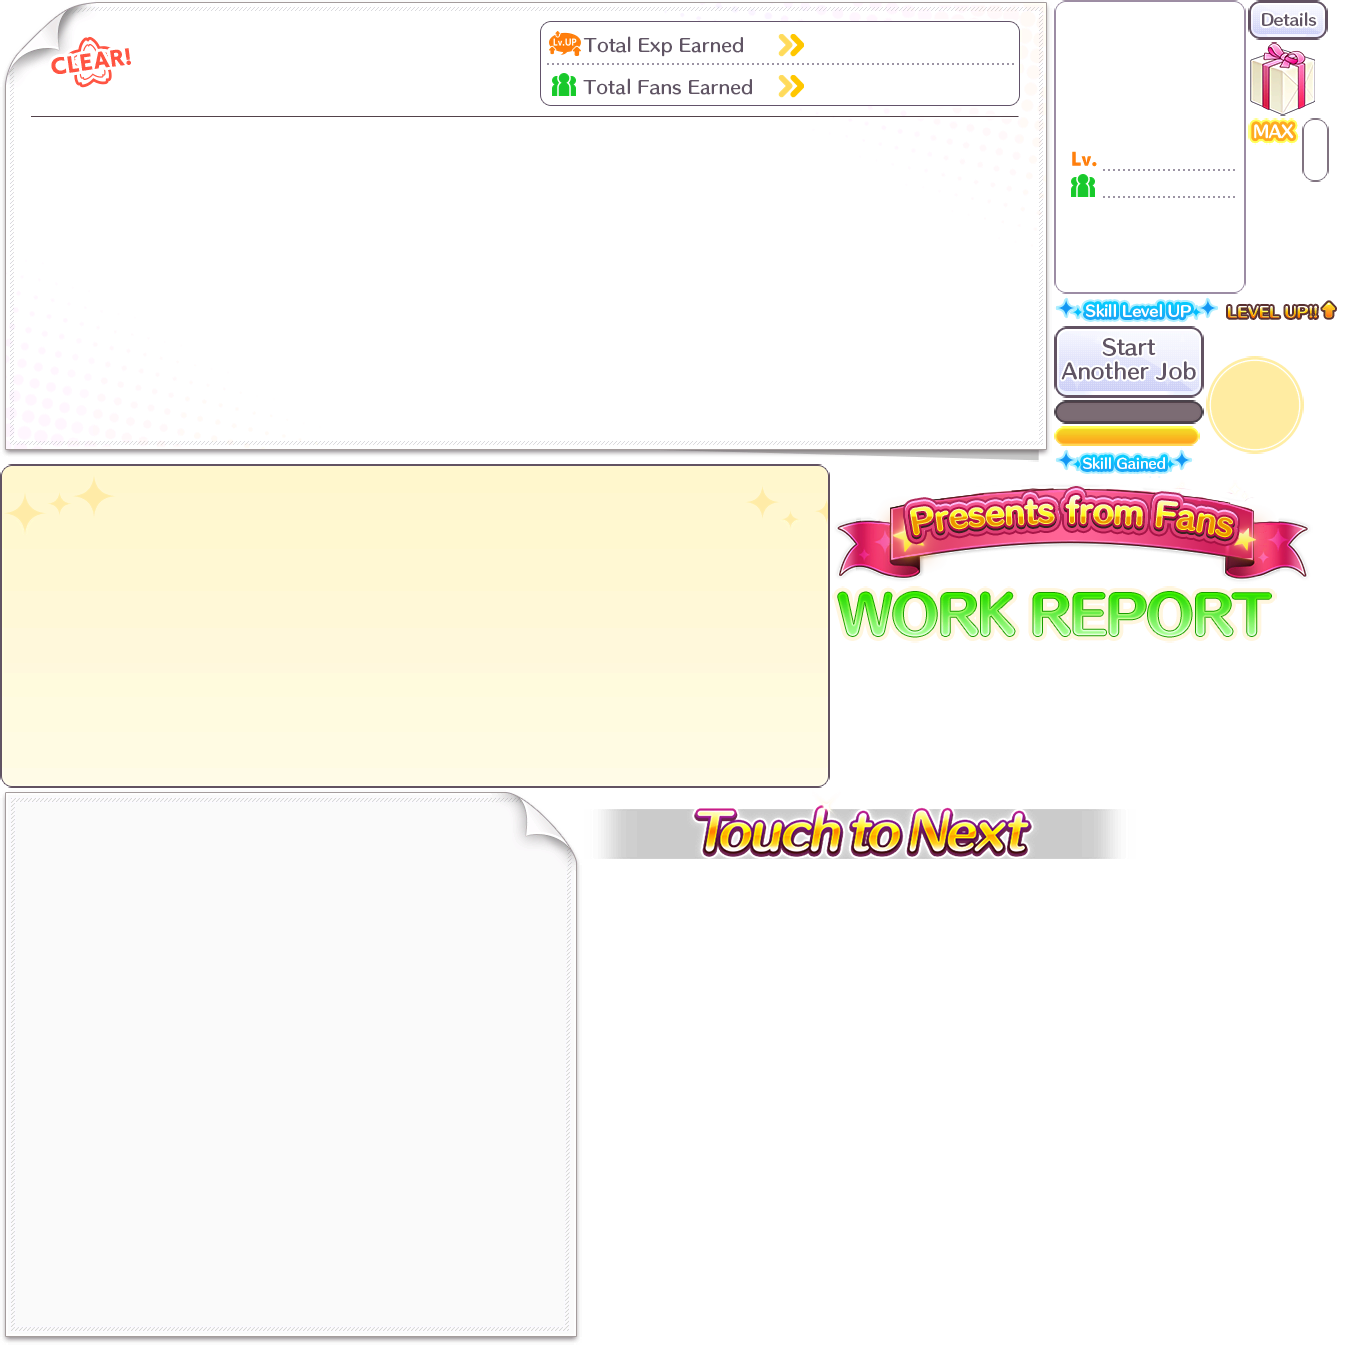 CLEAR!
Lv.UP Total Exp Earned
Total Fans Earned
Details
MAX
Lv.
Skill Level UP
LEVEL UP!!
Start
Another Job
Skill Gained
Presents from Fans
WORK REPORT
Touch to Next